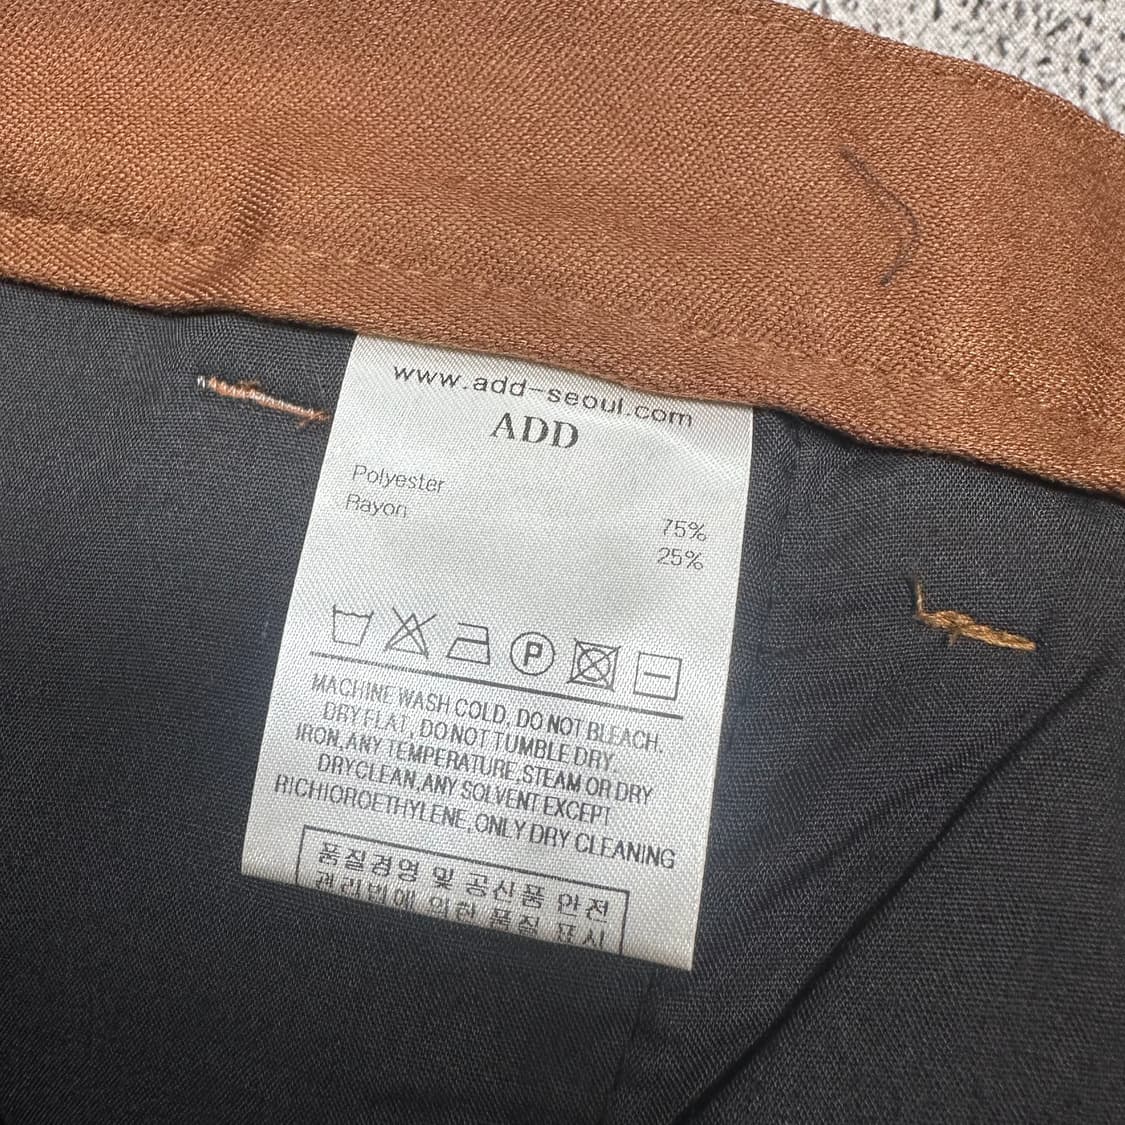 www.add-seoul.com
ADD
Polyester 75%
Rayon 25%
P
MACHINE WASH COLD, DO NOT BLEACH,
DRY FLAT, DO NOT TUMBLE DRY,
IRON,ANY TEMPERATURE,STEAM OR DRY
DRYCLEAN,ANY SOLVENT EXCEPT
RICHIOROETHYLENE,ONLY DRY CLEANING
품질경영 및 공신품 안전
관리법에 의한 품질 표시